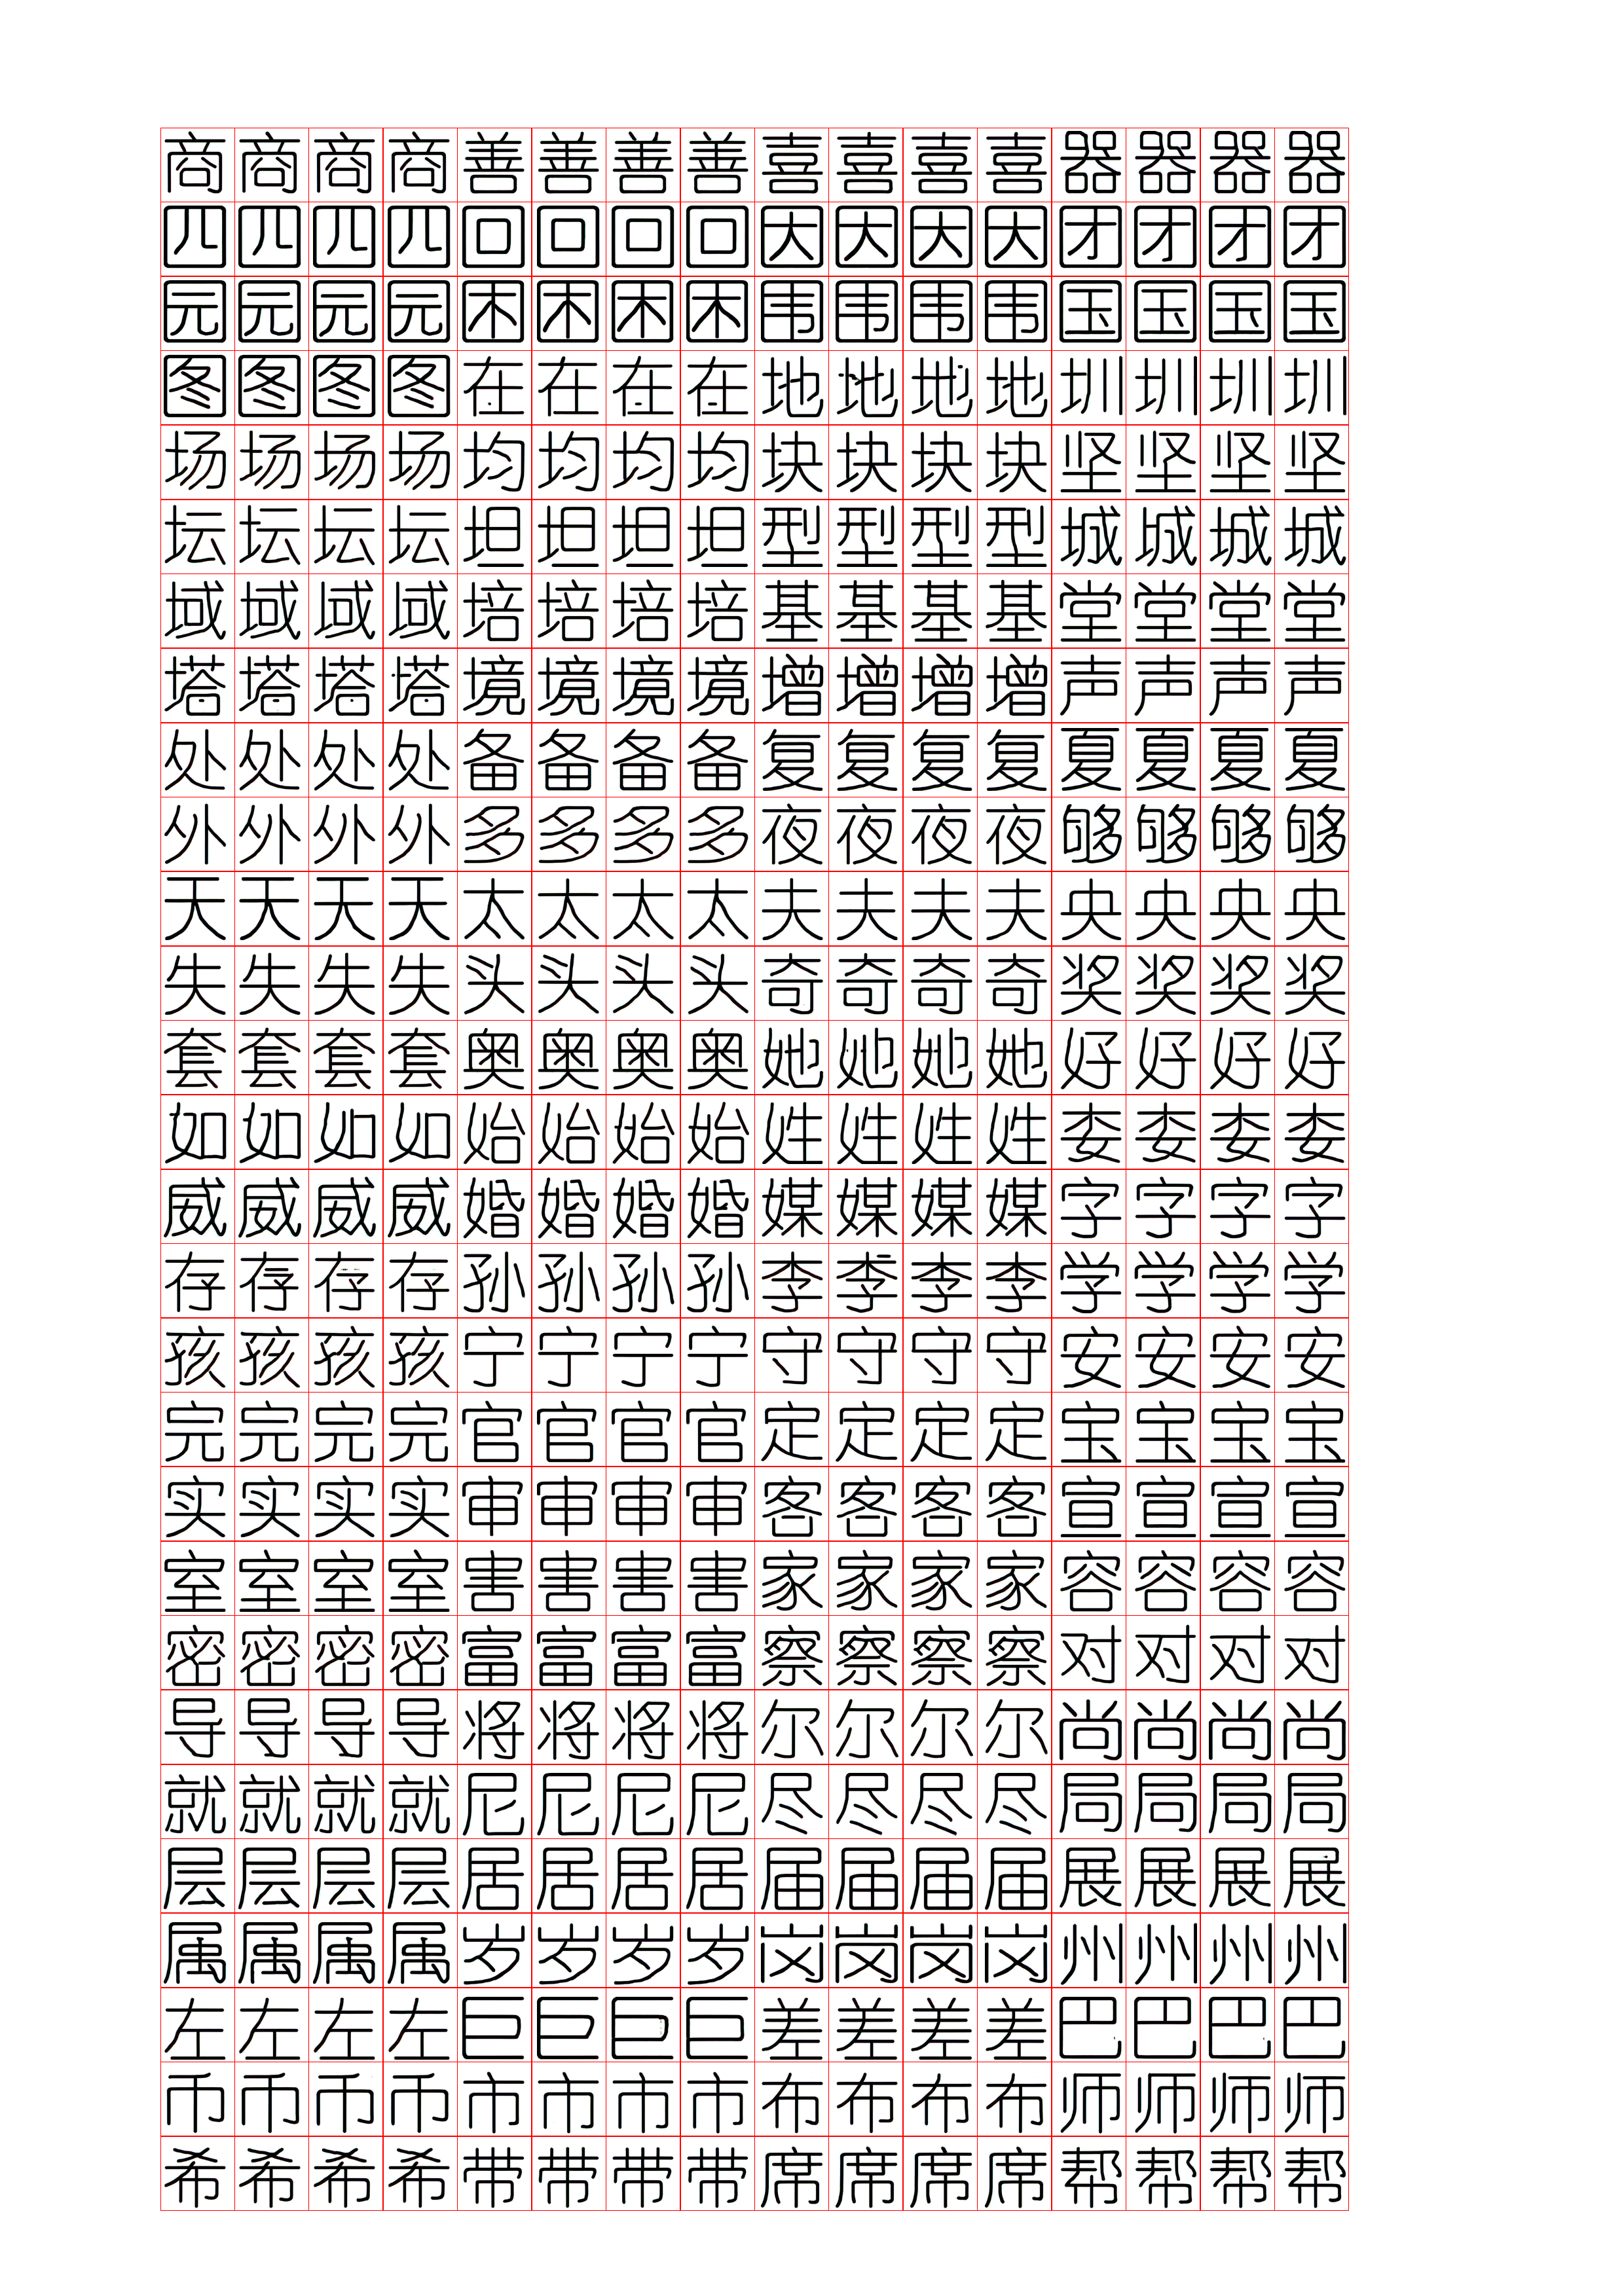 商商商商善善善善喜喜喜喜器器器器
四四四四回回回回因因因因团团团团
园园园园困困困困围围围围国国国国
图图图图在在在在地地地地圳圳圳圳
场场场场均均均均块块块块坚坚坚坚
坛坛坛坛坦坦坦坦型型型型城城城城
域域域域培培培培基基基基堂堂堂堂
塔塔塔塔境境境境增增增增声声声声
处处处处备备备备复复复复夏夏夏夏
外外外外多多多多夜夜夜夜够够够够
天天天天太太太太夫夫夫夫央央央央
失失失失头头头头奇奇奇奇奖奖奖奖
套套套套奥奥奥奥她她她她好好好好
如如如如始始始始姓姓姓姓委委委委
威威威威婚婚婚婚媒媒媒媒字字字字
存存存存孙孙孙孙季季季季学学学学
孩孩孩孩宁宁宁宁守守守守安安安安
完完完完官官官官定定定定宝宝宝宝
实实实实审审审审客客客客宣宣宣宣
室室室室害害害害家家家家容容容容
密密密密富富富富察察察察对对对对
导导导导将将将将尔尔尔尔尚尚尚尚
就就就就尼尼尼尼尽尽尽尽局局局局
层层层层居居居居届届届届展展展展
属属属属岁岁岁岁岗岗岗岗州州州州
左左左左巨巨巨巨差差差差巴巴巴巴
币币币币市市市市布布布布师师师师
希希希希带带带带席席席席帮帮帮帮